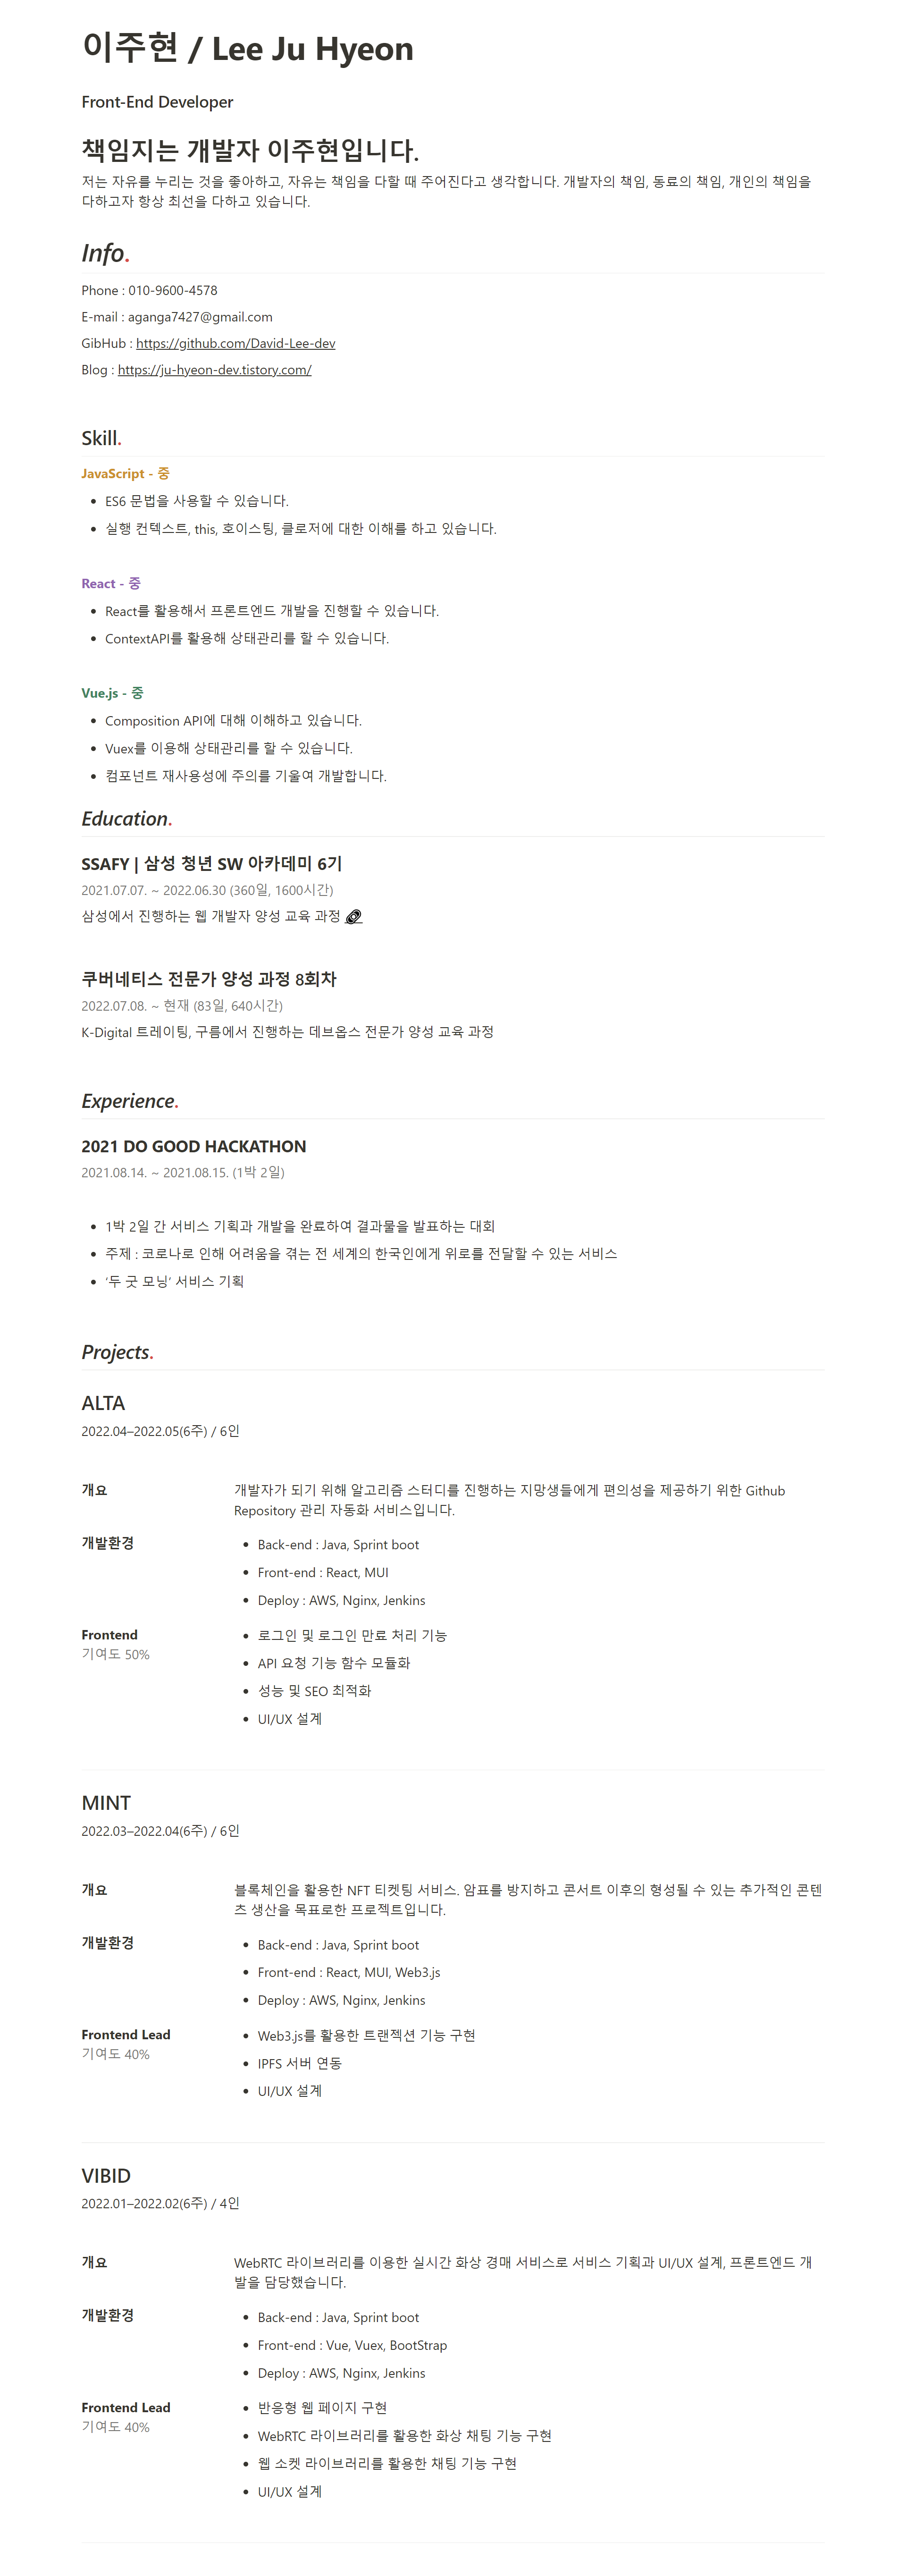 이주현 / Lee Ju Hyeon
Front-End Developer
책임지는 개발자 이주현입니다.
저는 자유를 누리는 것을 좋아하고, 자유는 책임을 다할 때 주어진다고 생각합니다. 개발자의 책임, 동료의 책임, 개인의 책임을
다하고자 항상 최선을 다하고 있습니다.
Info.
Phone : 010-9600-4578
E-mail : aganga7427@gmail.com
GibHub : https://github.com/David-Lee-dev
Blog : https://ju-hyeon-dev.tistory.com/
Skill.
JavaScript - 중
• ES6 문법을 사용할 수 있습니다.
• 실행 컨텍스트, this, 호이스팅, 클로저에 대한 이해를 하고 있습니다.
React - 중
• React를 활용해서 프론트엔드 개발을 진행할 수 있습니다.
• ContextAPI를 활용해 상태관리를 할 수 있습니다.
Vue.js - 중
• Composition API에 대해 이해하고 있습니다.
• Vuex를 이용해 상태관리를 할 수 있습니다.
• 컴포넌트 재사용성에 주의를 기울여 개발합니다.
Education.
SSAFY | 삼성 청년 SW 아카데미 6기
2021.07.07. ~ 2022.06.30 (360일, 1600시간)
삼성에서 진행하는 웹 개발자 양성 교육 과정
쿠버네티스 전문가 양성 과정 8회차
2022.07.08. ~ 현재 (83일, 640시간)
K-Digital 트레이팅, 구름에서 진행하는 데브옵스 전문가 양성 교육 과정
Experience.
2021 DO GOOD HACKATHON
2021.08.14. ~ 2021.08.15. (1박 2일)
• 1박 2일 간 서비스 기획과 개발을 완료하여 결과물을 발표하는 대회
• 주제 : 코로나로 인해 어려움을 겪는 전 세계의 한국인에게 위로를 전달할 수 있는 서비스
• ‘두 굿 모닝’ 서비스 기획
Projects.
ALTA
2022.04–2022.05(6주) / 6인
개요
개발자가 되기 위해 알고리즘 스터디를 진행하는 지망생들에게 편의성을 제공하기 위한 Github
Repository 관리 자동화 서비스입니다.
개발환경
• Back-end : Java, Sprint boot
• Front-end : React, MUI
• Deploy : AWS, Nginx, Jenkins
Frontend
기여도 50%
• 로그인 및 로그인 만료 처리 기능
• API 요청 기능 함수 모듈화
• 성능 및 SEO 최적화
• UI/UX 설계
MINT
2022.03–2022.04(6주) / 6인
개요
블록체인을 활용한 NFT 티켓팅 서비스. 암표를 방지하고 콘서트 이후의 형성될 수 있는 추가적인 콘텐
츠 생산을 목표로한 프로젝트입니다.
개발환경
• Back-end : Java, Sprint boot
• Front-end : React, MUI, Web3.js
• Deploy : AWS, Nginx, Jenkins
Frontend Lead
기여도 40%
• Web3.js를 활용한 트랜젝션 기능 구현
• IPFS 서버 연동
• UI/UX 설계
VIBID
2022.01–2022.02(6주) / 4인
개요
WebRTC 라이브러리를 이용한 실시간 화상 경매 서비스로 서비스 기획과 UI/UX 설계, 프론트엔드 개
발을 담당했습니다.
개발환경
• Back-end : Java, Sprint boot
• Front-end : Vue, Vuex, BootStrap
• Deploy : AWS, Nginx, Jenkins
Frontend Lead
기여도 40%
• 반응형 웹 페이지 구현
• WebRTC 라이브러리를 활용한 화상 채팅 기능 구현
• 웹 소켓 라이브러리를 활용한 채팅 기능 구현
• UI/UX 설계